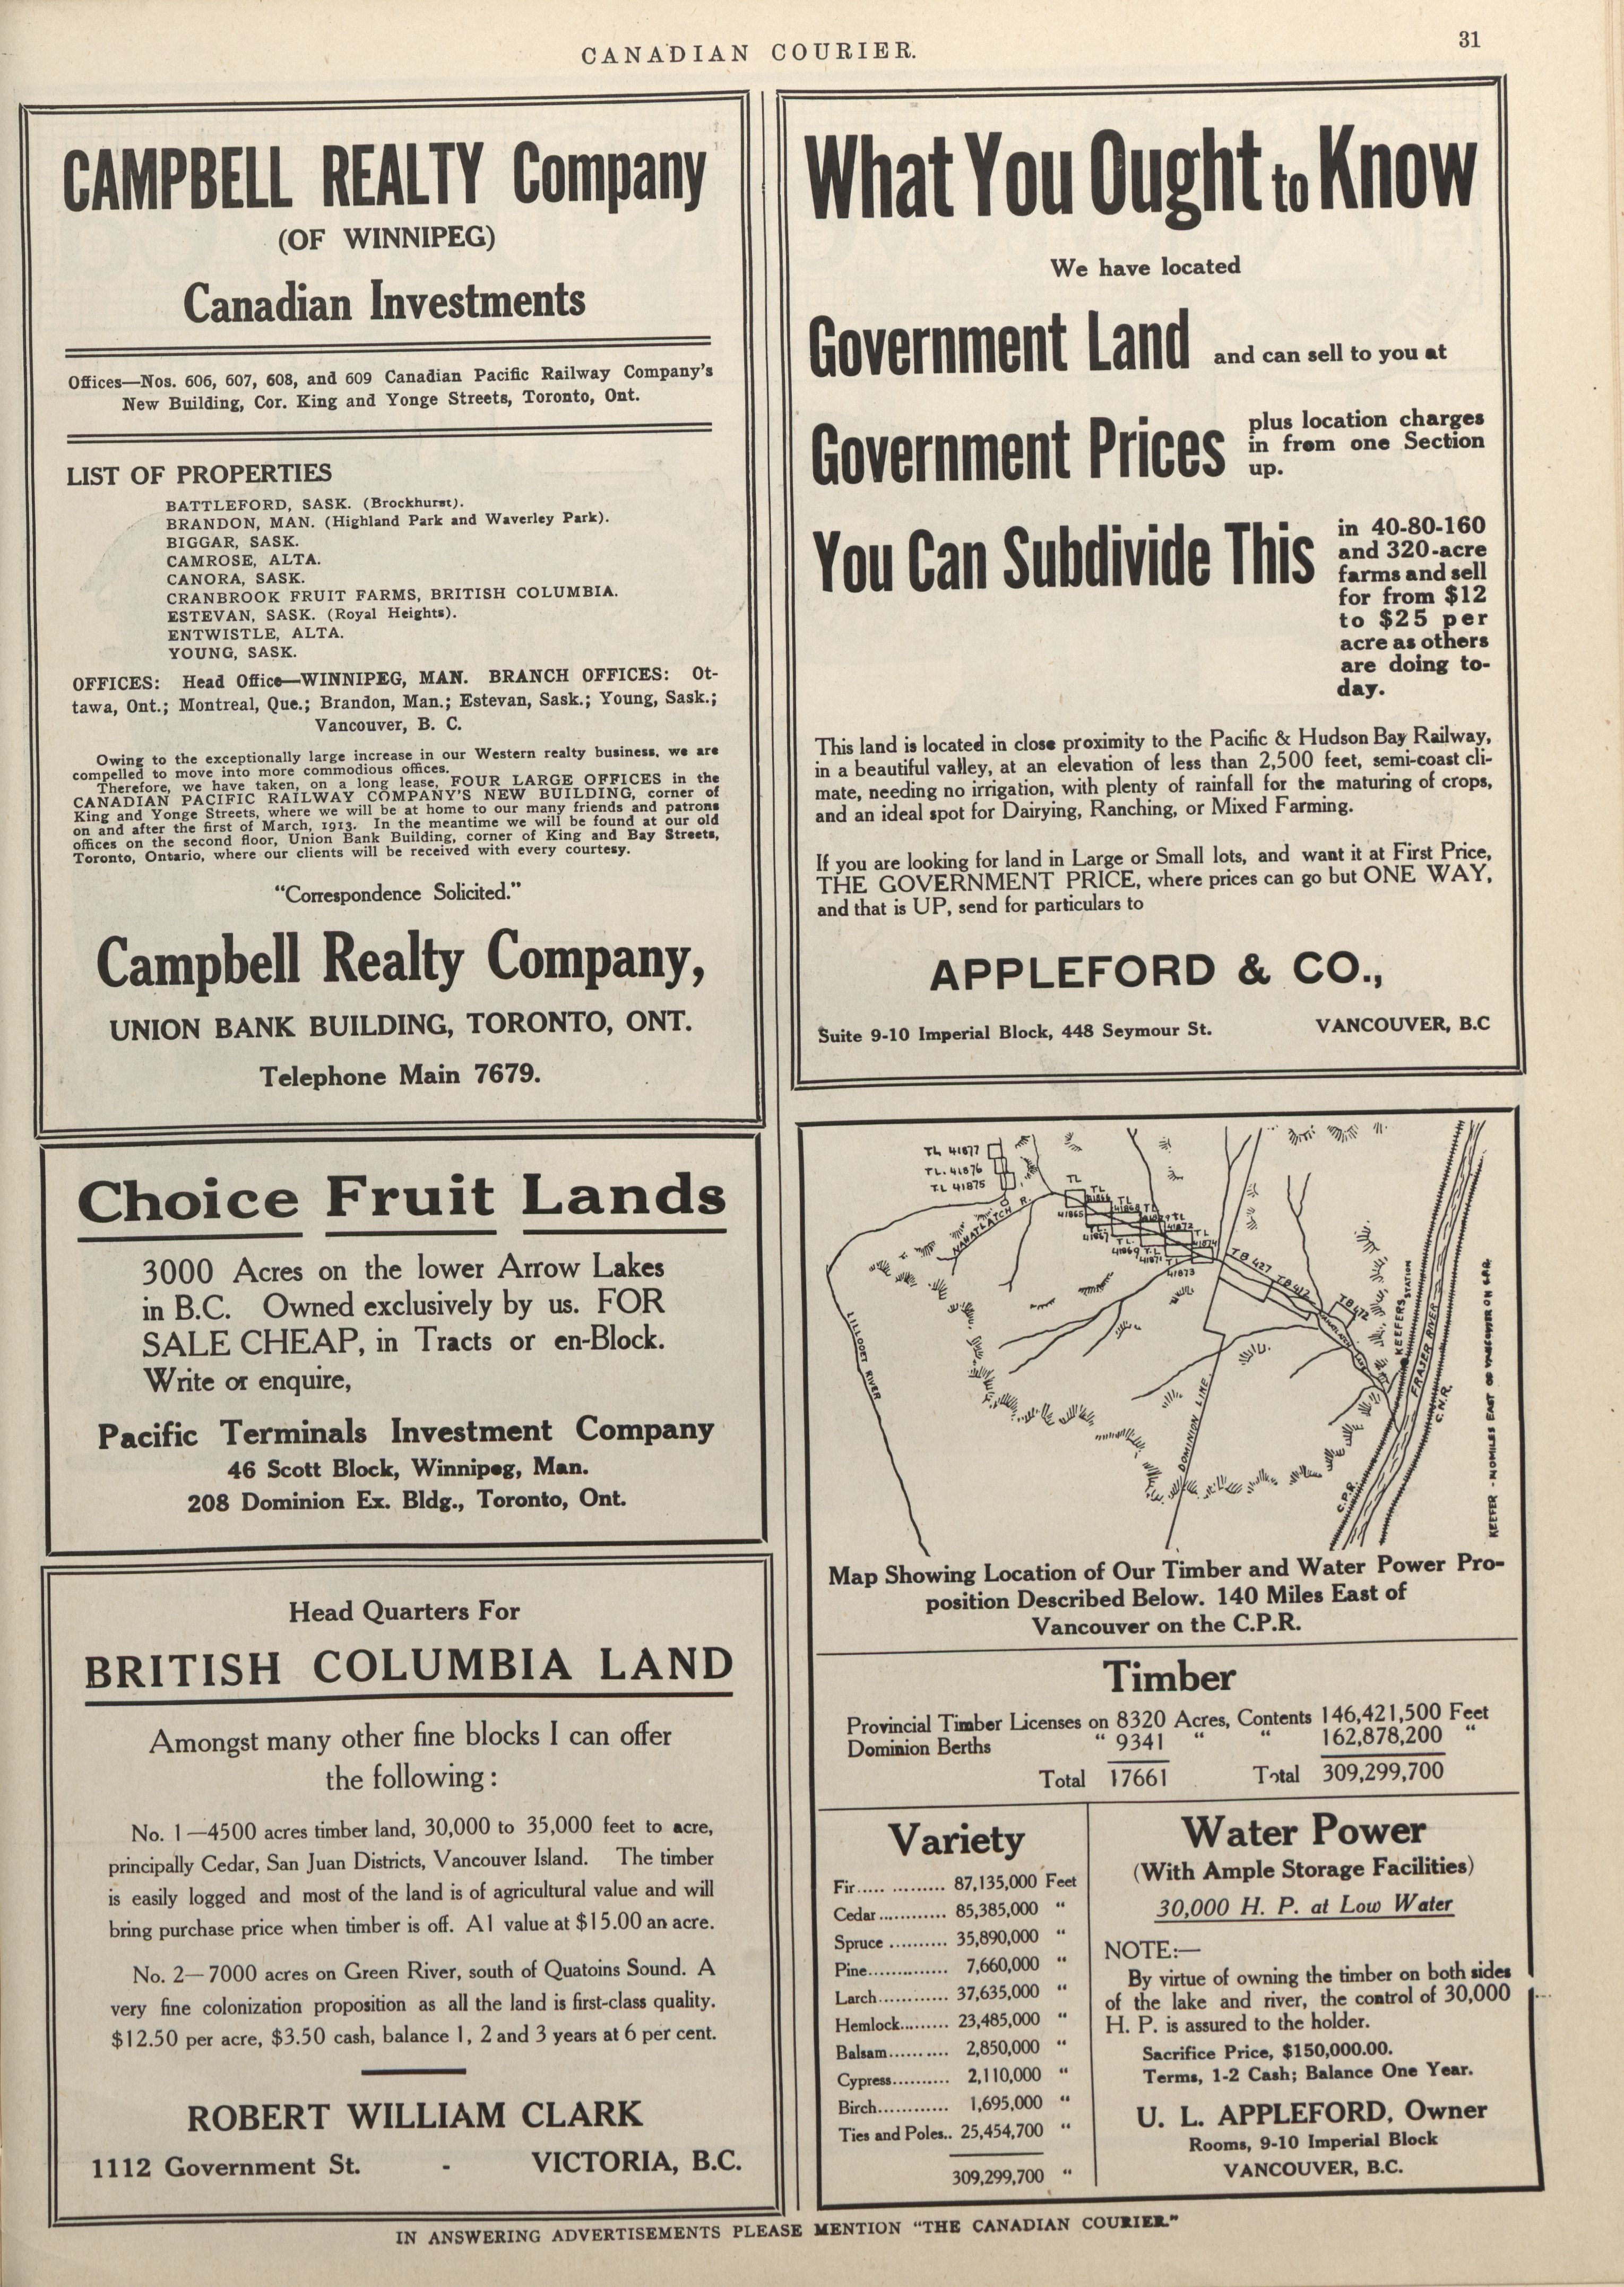 CANADIAN COURIER.
31
CAMPBELL REALTY Company
(OF WINNIPEG)
Canadian Investments
Offices—Nos. 606, 607, 608, and 609 Canadian Pacific Railway Company's
New Building, Cor. King and Yonge Streets, Toronto, Ont.
LIST OF PROPERTIES
BATTLEFORD, SASK. (Brockhurst).
BRANDON, MAN. (Highland Park and Waverley Park).
BIGGAR, SASK.
CAMROSE, ALTA.
CANORA, SASK.
CRANBROOK FRUIT FARMS, BRITISH COLUMBIA.
ESTEVAN, SASK. (Royal Heights).
ENTWISTLE, ALTA.
YOUNG, SASK.
OFFICES: Head Office—WINNIPEG, MAN. BRANCH OFFICES: Ot-
tawa, Ont.; Montreal, Que.; Brandon, Man.; Estevan, Sask.; Young, Sask.;
Vancouver, B. C.
Owing to the exceptionally large increase in our Western realty business, we are
compelled to move into more commodious offices.
Therefore, we have taken, on a long lease, FOUR LARGE OFFICES in the
CANADIAN PACIFIC RAILWAY COMPANY'S NEW BUILDING, corner of
King and Yonge Streets, where we will be at home to our many friends and patrons
on and after the first of March, 1913. In the meantime we will be found at our old
offices on the second floor, Union Bank Building, corner of King and Bay Streets,
Toronto, Ontario, where our clients will be received with every courtesy.
"Correspondence Solicited."
Campbell Realty Company,
UNION BANK BUILDING, TORONTO, ONT.
Telephone Main 7679.
Choice Fruit Lands
3000 Acres on the lower Arrow Lakes
in B.C. Owned exclusively by us. FOR
SALE CHEAP, in Tracts or en-Block.
Write or enquire,
Pacific Terminals Investment Company
46 Scott Block, Winnipeg, Man.
208 Dominion Ex. Bldg., Toronto, Ont.
Head Quarters For
BRITISH COLUMBIA LAND
Amongst many other fine blocks I can offer
the following:
No. 1—4500 acres timber land, 30,000 to 35,000 feet to acre,
principally Cedar, San Juan Districts, Vancouver Island. The timber
is easily logged and most of the land is of agricultural value and will
bring purchase price when timber is off. A1 value at $15.00 an acre.
No. 2—7000 acres on Green River, south of Quatoins Sound. A
very fine colonization proposition as all the land is first-class quality.
$12.50 per acre, $3.50 cash, balance 1, 2 and 3 years at 6 per cent.
ROBERT WILLIAM CLARK
1112 Government St. - VICTORIA, B.C.
What You Ought to Know
We have located
Government Land and can sell to you at
Government Prices plus location charges
in from one Section
up.
You Can Subdivide This in 40-80-160
and 320-acre
farms and sell
for from $12
to $25 per
acre as others
are doing to-
day.
This land is located in close proximity to the Pacific & Hudson Bay Railway,
in a beautiful valley, at an elevation of less than 2,500 feet, semi-coast cli-
mate, needing no irrigation, with plenty of rainfall for the maturing of crops,
and an ideal spot for Dairying, Ranching, or Mixed Farming.
If you are looking for land in Large or Small lots, and want it at First Price,
THE GOVERNMENT PRICE, where prices can go but ONE WAY,
and that is UP, send for particulars to
APPLEFORD & CO.,
Suite 9-10 Imperial Block, 448 Seymour St. VANCOUVER, B.C
TL 41877
TL. 41876
T.L 41875
NAHATLATCH R.
TL
41865
TL
TL
41867
41869
41871
41873
T.B 427
LILLOOET RIVER
DOMINION LINE
KEEFERS STATION
FRASER RIVER
C.N.R.
C.P.R.
Map Showing Location of Our Timber and Water Power Pro-
position Described Below. 140 Miles East of
Vancouver on the C.P.R.
Timber
Provincial Timber Licenses on 8320 Acres, Contents 146,421,500 Feet
Dominion Berths " 9341 " " 162,878,200 "
Total 17661 Total 309,299,700
Variety
Fir..... ......... 87,135,000 Feet
Cedar............ 85,385,000 "
Spruce .......... 35,890,000 "
Pine.............. 7,660,000 "
Larch............ 37,635,000 "
Hemlock......... 23,485,000 "
Balsam.......... 2,850,000 "
Cypress.......... 2,110,000 "
Birch............ 1,695,000 "
Ties and Poles.. 25,454,700 "
309,299,700 "
Water Power
(With Ample Storage Facilities)
30,000 H. P. at Low Water
NOTE:—
By virtue of owning the timber on both sides
of the lake and river, the control of 30,000
H. P. is assured to the holder.
Sacrifice Price, $150,000.00.
Terms, 1-2 Cash; Balance One Year.
U. L. APPLEFORD, Owner
Rooms, 9-10 Imperial Block
VANCOUVER, B.C.
IN ANSWERING ADVERTISEMENTS PLEASE MENTION "THE CANADIAN COURIER."